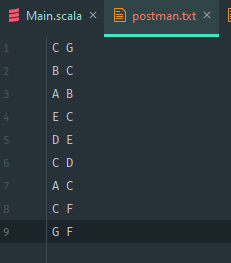 Main.scala × postman.txt ×
1 C G
2 B C
3 A B
4 E C
5 D E
6 C D
7 A C
8 C F
9 G F